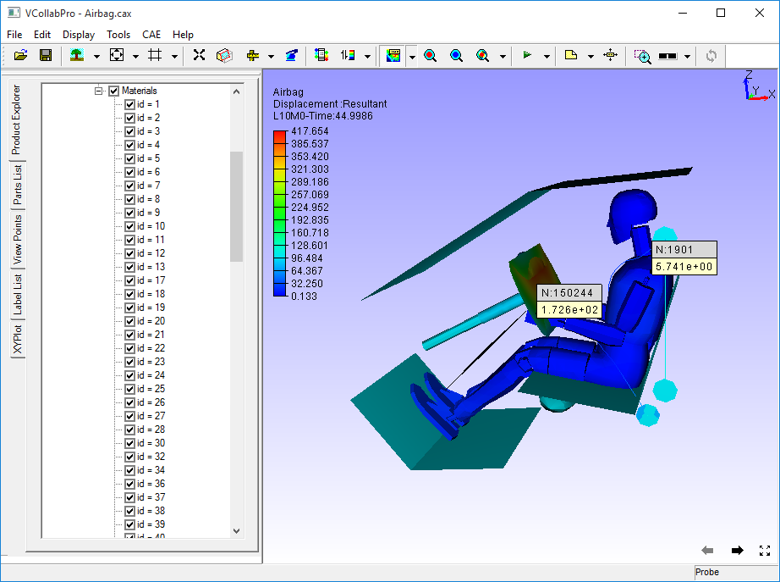 VCollabPro - Airbag.cax
File Edit Display Tools CAE Help
Product Explorer
Parts List
View Points
Label List
XYPlot
Materials
id = 1
id = 2
id = 3
id = 4
id = 5
id = 6
id = 7
id = 8
id = 9
id = 10
id = 11
id = 12
id = 13
id = 17
id = 18
id = 19
id = 20
id = 21
id = 22
id = 23
id = 24
id = 25
id = 26
id = 27
id = 28
id = 30
id = 32
id = 34
id = 36
id = 37
id = 38
id = 39
id = 40
Airbag
Displacement :Resultant
L10M0-Time:44.9986
417.654
385.537
353.420
321.303
289.186
257.069
224.952
192.835
160.718
128.601
96.484
64.367
32.250
0.133
Z
Y
X
N:1901
5.741e+00
N:150244
1.726e+02
Probe